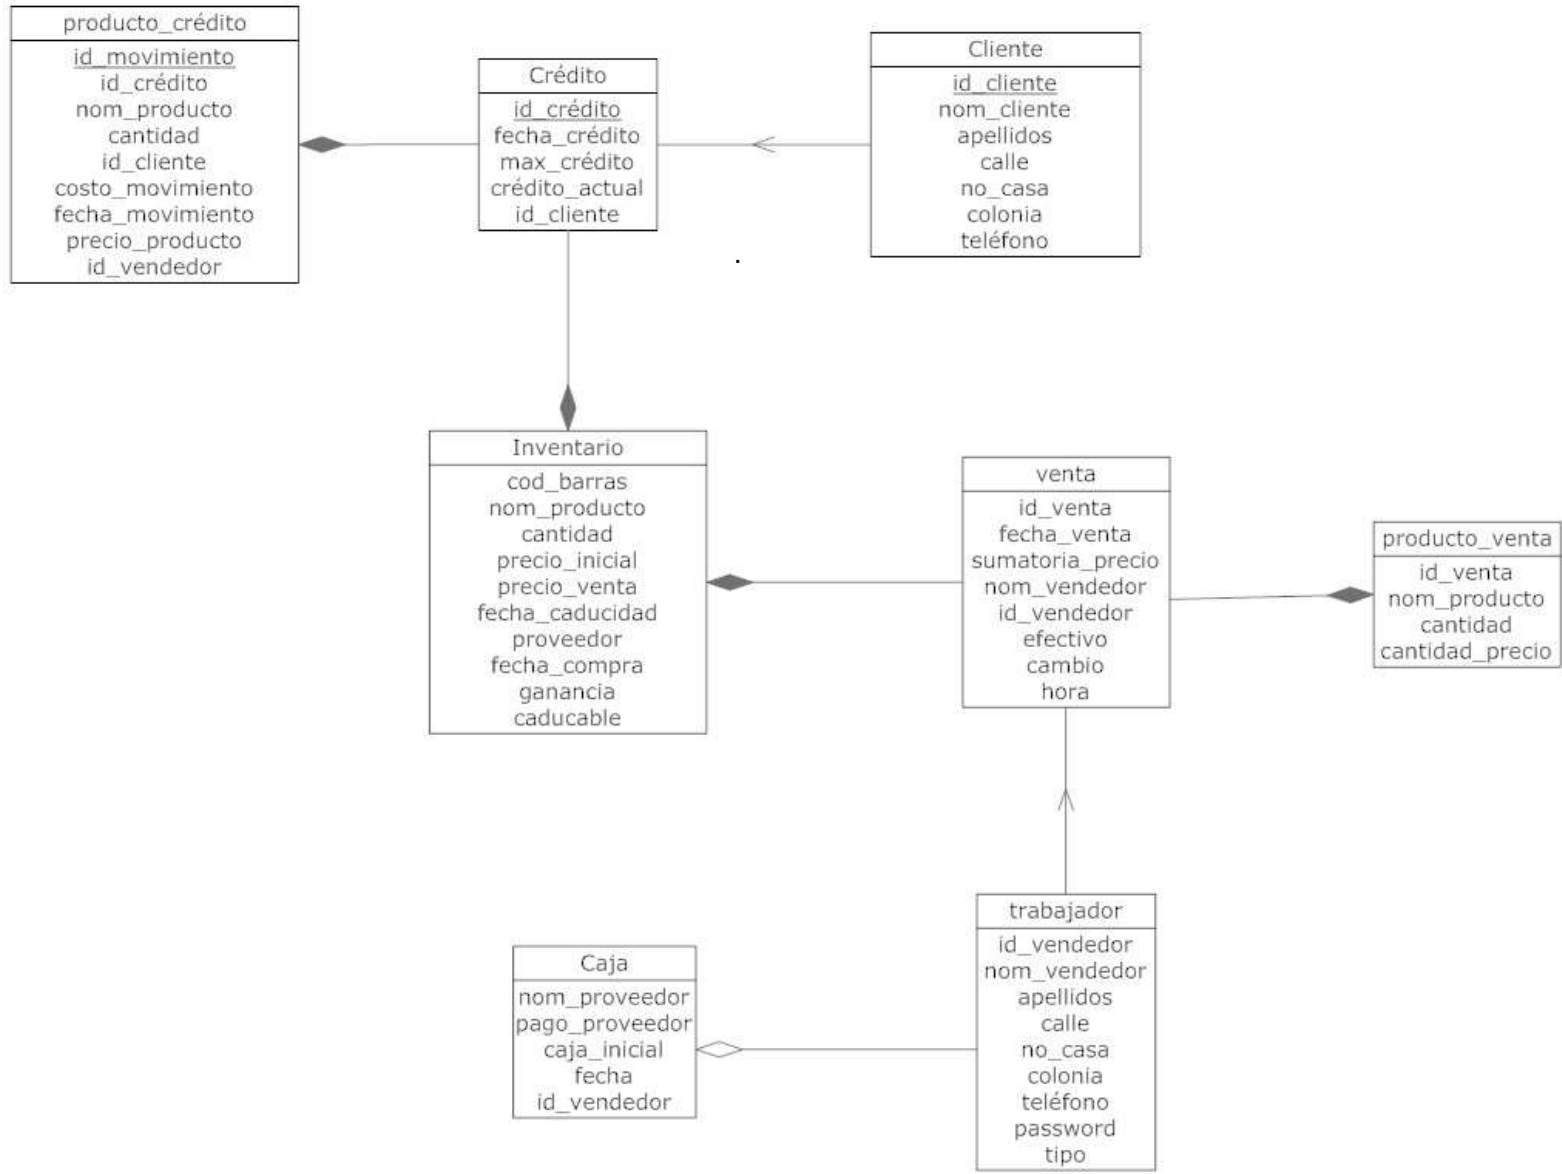 producto_crédito
id_movimiento
id_crédito
nom_producto
cantidad
id_cliente
costo_movimiento
fecha_movimiento
precio_producto
id_vendedor
Crédito
id_crédito
fecha_crédito
max_crédito
crédito_actual
id_cliente
Cliente
id_cliente
nom_cliente
apellidos
calle
no_casa
colonia
teléfono
Inventario
cod_barras
nom_producto
cantidad
precio_inicial
precio_venta
fecha_caducidad
proveedor
fecha_compra
ganancia
caducable
venta
id_venta
fecha_venta
sumatoria_precio
nom_vendedor
id_vendedor
efectivo
cambio
hora
producto_venta
id_venta
nom_producto
cantidad
cantidad_precio
Caja
nom_proveedor
pago_proveedor
caja_inicial
fecha
id_vendedor
trabajador
id_vendedor
nom_vendedor
apellidos
calle
no_casa
colonia
teléfono
password
tipo